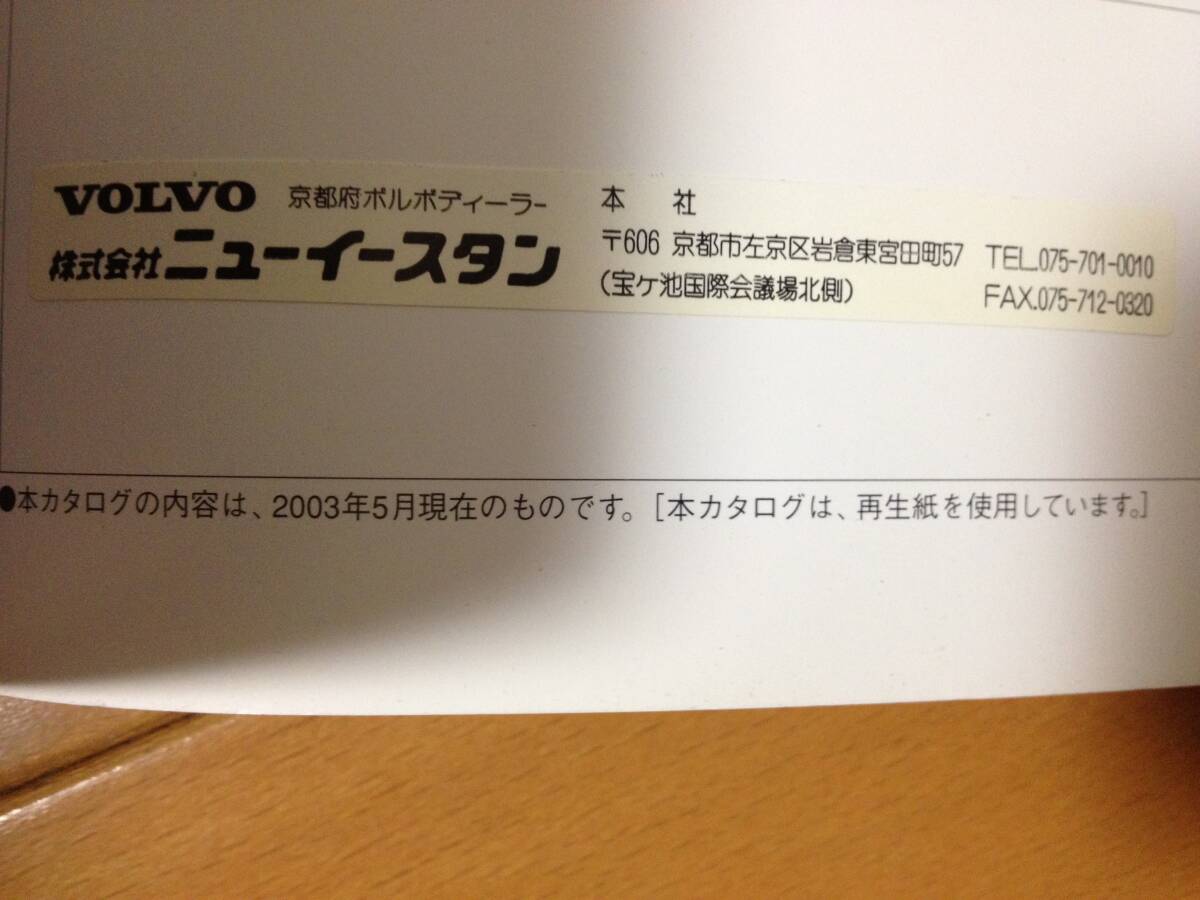 VOLVO 京都府ボルボディーラー
株式会社ニューイースタン
本 社
〒606 京都市左京区岩倉東宮田町57 TEL.075-701-0010
(宝ケ池国際会議場北側) FAX.075-712-0320
●本カタログの内容は、2003年5月現在のものです。[本カタログは、再生紙を使用しています。]